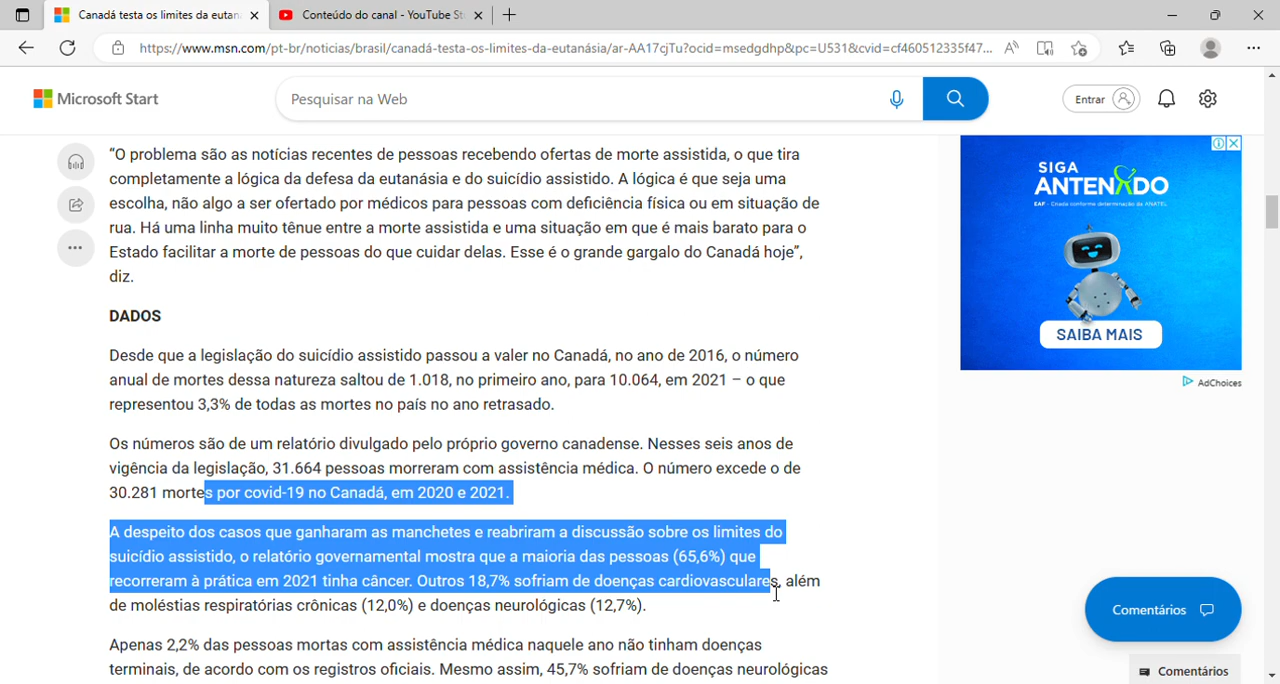 Canadá testa os limites da eutan
Conteúdo do canal - YouTube St
https://www.msn.com/pt-br/noticias/brasil/canadá-testa-os-limites-da-eutanásia/ar-AA17cjTu?ocid=msedgdhp&pc=U531&cvid=cf460512335f47...
Microsoft Start
Pesquisar na Web
Entrar
“O problema são as notícias recentes de pessoas recebendo ofertas de morte assistida, o que tira
completamente a lógica da defesa da eutanásia e do suicídio assistido. A lógica é que seja uma
escolha, não algo a ser ofertado por médicos para pessoas com deficiência física ou em situação de
rua. Há uma linha muito tênue entre a morte assistida e uma situação em que é mais barato para o
Estado facilitar a morte de pessoas do que cuidar delas. Esse é o grande gargalo do Canadá hoje”,
diz.
DADOS
Desde que a legislação do suicídio assistido passou a valer no Canadá, no ano de 2016, o número
anual de mortes dessa natureza saltou de 1.018, no primeiro ano, para 10.064, em 2021 – o que
representou 3,3% de todas as mortes no país no ano retrasado.
Os números são de um relatório divulgado pelo próprio governo canadense. Nesses seis anos de
vigência da legislação, 31.664 pessoas morreram com assistência médica. O número excede o de
30.281 mortes por covid-19 no Canadá, em 2020 e 2021.
A despeito dos casos que ganharam as manchetes e reabriram a discussão sobre os limites do
suicídio assistido, o relatório governamental mostra que a maioria das pessoas (65,6%) que
recorreram à prática em 2021 tinha câncer. Outros 18,7% sofriam de doenças cardiovasculares, além
de moléstias respiratórias crônicas (12,0%) e doenças neurológicas (12,7%).
Apenas 2,2% das pessoas mortas com assistência médica naquele ano não tinham doenças
terminais, de acordo com os registros oficiais. Mesmo assim, 45,7% sofriam de doenças neurológicas
SIGA
ANTENADO
EAF - Criada conforme determinação da ANATEL
SAIBA MAIS
AdChoices
Comentários
Comentários